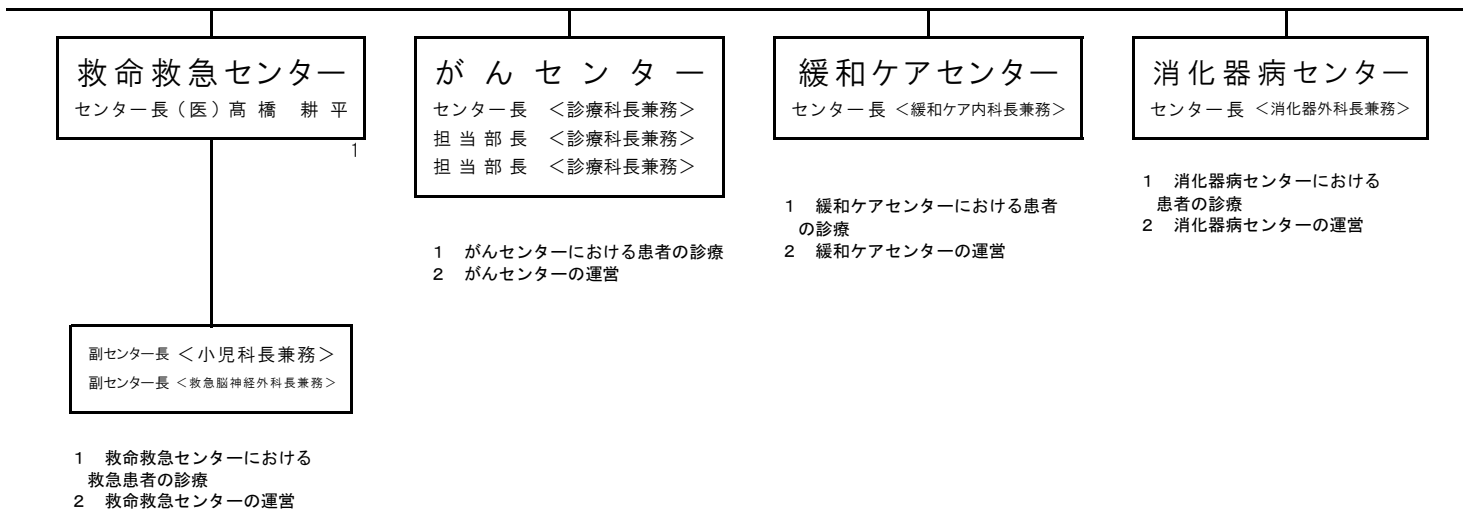 救命救急センター
センター長（医）髙橋　耕平
1
副センター長 ＜小児科長兼務＞
副センター長 ＜救急脳神経外科長兼務＞
1　救命救急センターにおける
救急患者の診療
2　救命救急センターの運営
がんセンター
センター長　＜診療科長兼務＞
担当部長　＜診療科長兼務＞
担当部長　＜診療科長兼務＞
1　がんセンターにおける患者の診療
2　がんセンターの運営
緩和ケアセンター
センター長 ＜緩和ケア内科長兼務＞
1　緩和ケアセンターにおける患者
の診療
2　緩和ケアセンターの運営
消化器病センター
センター長 ＜消化器外科長兼務＞
1　消化器病センターにおける
患者の診療
2　消化器病センターの運営